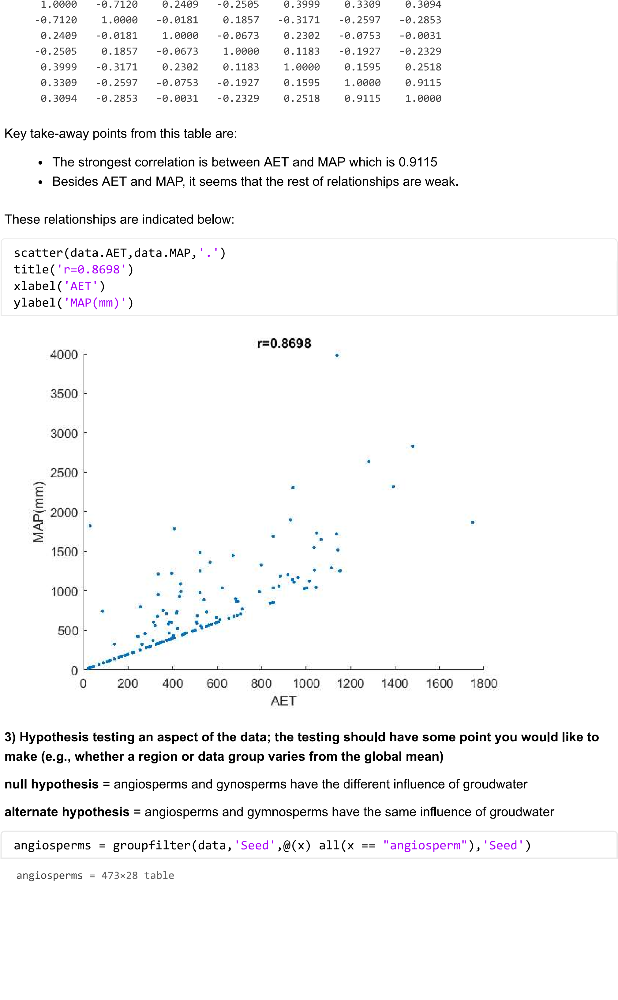 1.0000 -0.7120 0.2409 -0.2505 0.3999 0.3309 0.3094
-0.7120 1.0000 -0.0181 0.1857 -0.3171 -0.2597 -0.2853
0.2409 -0.0181 1.0000 -0.0673 0.2302 -0.0753 -0.0031
-0.2505 0.1857 -0.0673 1.0000 0.1183 -0.1927 -0.2329
0.3999 -0.3171 0.2302 0.1183 1.0000 0.1595 0.2518
0.3309 -0.2597 -0.0753 -0.1927 0.1595 1.0000 0.9115
0.3094 -0.2853 -0.0031 -0.2329 0.2518 0.9115 1.0000
Key take-away points from this table are:
• The strongest correlation is between AET and MAP which is 0.9115
• Besides AET and MAP, it seems that the rest of relationships are weak.
These relationships are indicated below:
scatter(data.AET,data.MAP,'.')
title('r=0.8698')
xlabel('AET')
ylabel('MAP(mm)')
r=0.8698
4000
3500
3000
2500
2000
1500
1000
500
0
MAP(mm)
0 200 400 600 800 1000 1200 1400 1600 1800
AET
3) Hypothesis testing an aspect of the data; the testing should have some point you would like to
make (e.g., whether a region or data group varies from the global mean)
null hypothesis = angiosperms and gynosperms have the different influence of groudwater
alternate hypothesis = angiosperms and gymnosperms have the same influence of groudwater
angiosperms = groupfilter(data,'Seed',@(x) all(x == "angiosperm"),'Seed')
angiosperms = 473×28 table